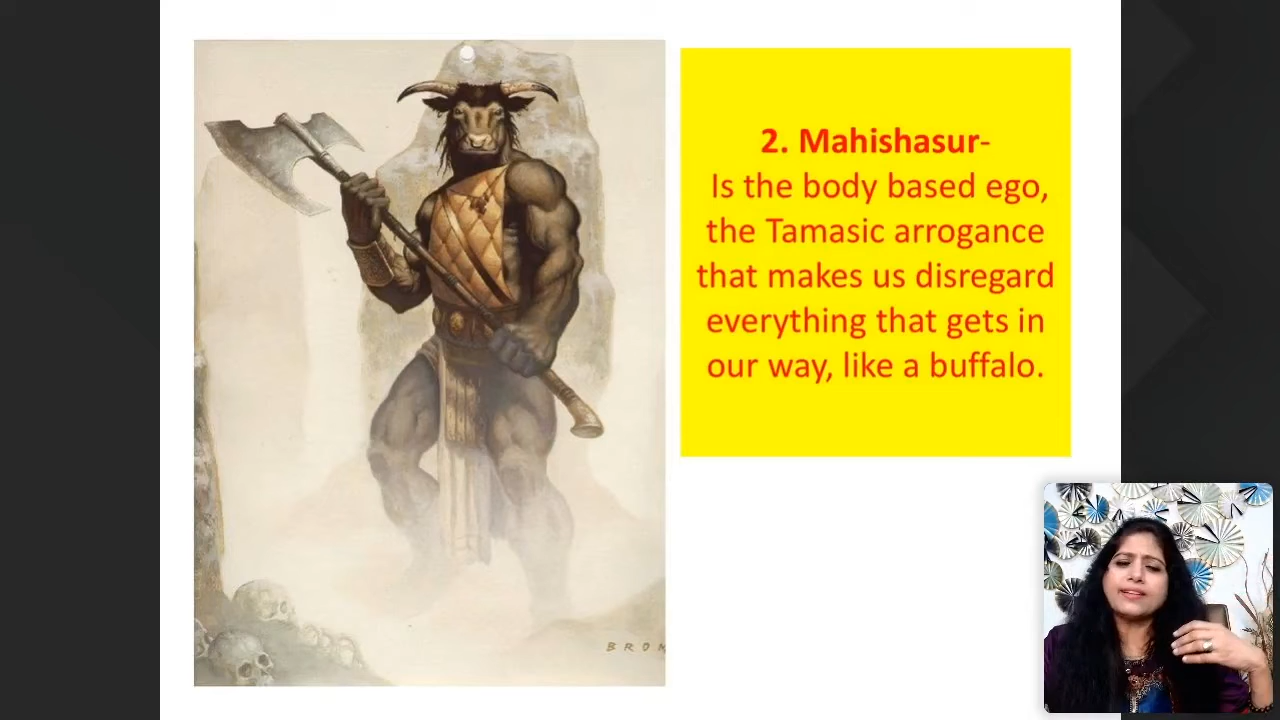 2. Mahishasur-
Is the body based ego,
the Tamasic arrogance
that makes us disregard
everything that gets in
our way, like a buffalo.
BROM